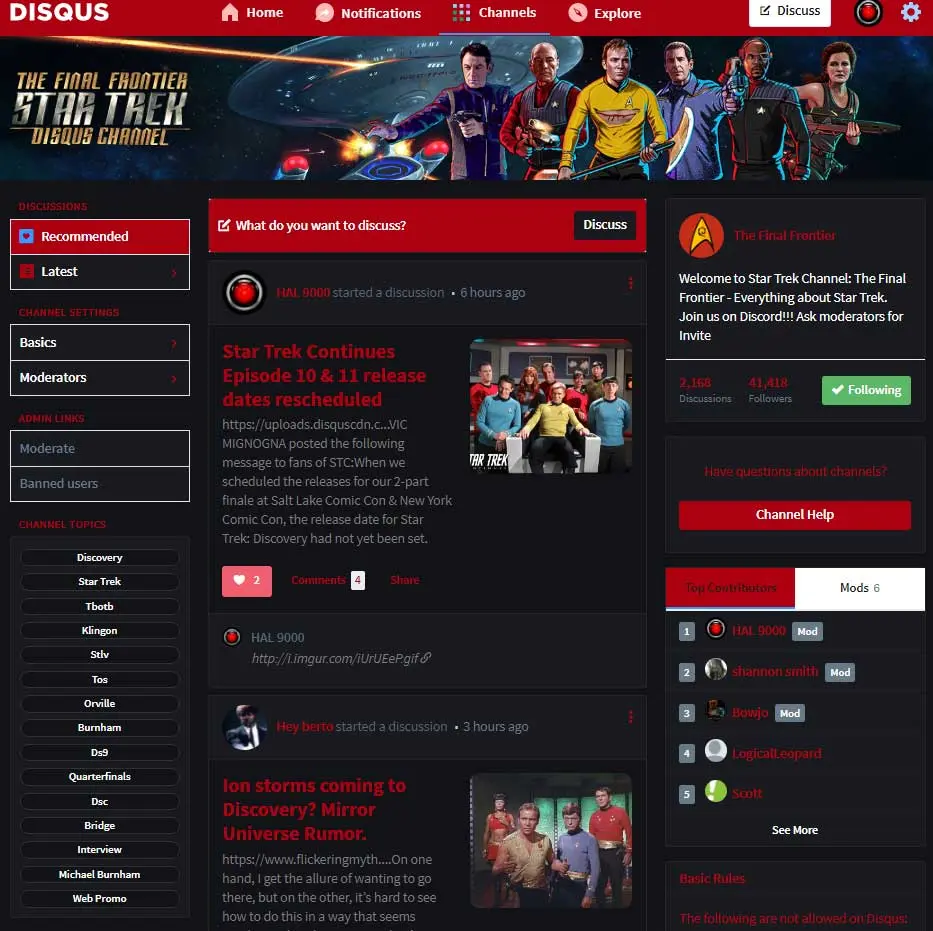 DISQUS
Home
Notifications
Channels
Explore
Discuss
THE FINAL FRONTIER
STAR TREK
DISQUS CHANNEL
DISCUSSIONS
Recommended
Latest
CHANNEL SETTINGS
Basics
Moderators
ADMIN LINKS
Moderate
Banned users
CHANNEL TOPICS
Discovery
Star Trek
Tbotb
Klingon
Stlv
Tos
Orville
Burnham
Ds9
Quarterfinals
Dsc
Bridge
Interview
Michael Burnham
Web Promo
What do you want to discuss?
Discuss
HAL 9000 started a discussion • 6 hours ago
Star Trek Continues
Episode 10 & 11 release
dates rescheduled
https://uploads.disquscdn.c...VIC
MIGNOGNA posted the following
message to fans of STC:When we
scheduled the releases for our 2-part
finale at Salt Lake Comic Con & New York
Comic Con, the release date for Star
Trek: Discovery had not yet been set.
TAR TREK
2
Comments 4
Share
HAL 9000
http://i.imgur.com/iUrUEeP.gif
Hey berto started a discussion • 3 hours ago
Ion storms coming to
Discovery? Mirror
Universe Rumor.
https://www.flickeringmyth....On one
hand, I get the allure of wanting to go
there, but on the other, it's hard to see
how to do this in a way that seems
The Final Frontier
Welcome to Star Trek Channel: The Final
Frontier - Everything about Star Trek.
Join us on Discord!!! Ask moderators for
Invite
2,168
Discussions
41,418
Followers
Following
Have questions about channels?
Channel Help
Top Contributors
Mods 6
1 HAL 9000 Mod
2 shannon smith Mod
3 Bowjo Mod
4 LogicalLeopard
5 Scott
See More
Basic Rules
The following are not allowed on Disqus: